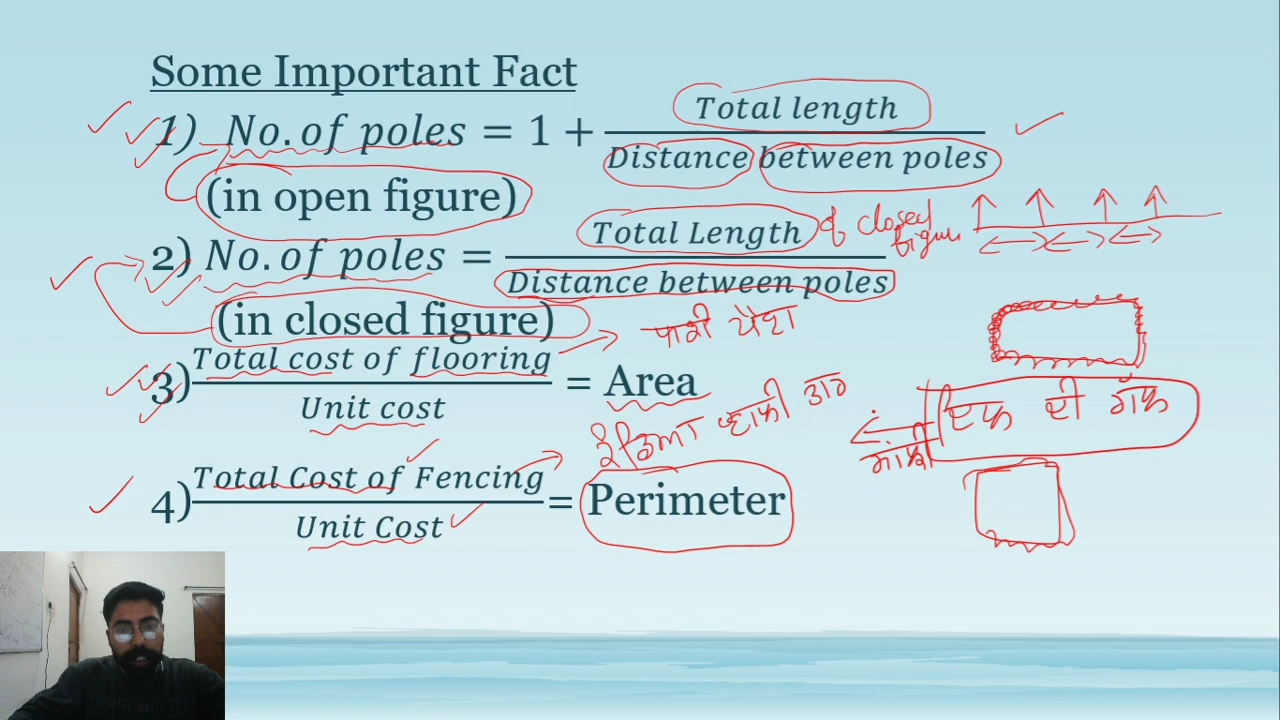 Some Important Fact
1) No. of poles = 1 + Total length / Distance between poles
(in open figure)
2) No. of poles = Total Length / Distance between poles
of closed figure
(in closed figure)
3) Total cost of flooring / Unit cost = Area
4) Total Cost of Fencing / Unit Cost = Perimeter